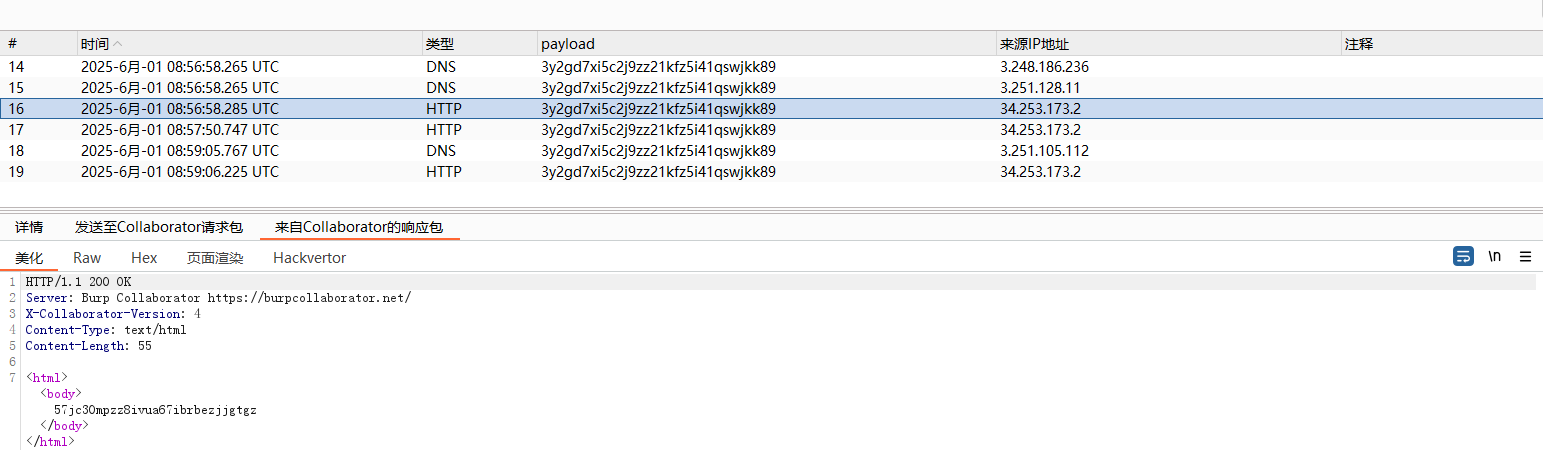 # 时间 类型 payload 来源IP地址 注释
14 2025-6月-01 08:56:58.265 UTC DNS 3y2gd7xi5c2j9zz21kfz5i41qswjkk89 3.248.186.236
15 2025-6月-01 08:56:58.265 UTC DNS 3y2gd7xi5c2j9zz21kfz5i41qswjkk89 3.251.128.11
16 2025-6月-01 08:56:58.285 UTC HTTP 3y2gd7xi5c2j9zz21kfz5i41qswjkk89 34.253.173.2
17 2025-6月-01 08:57:50.747 UTC HTTP 3y2gd7xi5c2j9zz21kfz5i41qswjkk89 34.253.173.2
18 2025-6月-01 08:59:05.767 UTC DNS 3y2gd7xi5c2j9zz21kfz5i41qswjkk89 3.251.105.112
19 2025-6月-01 08:59:06.225 UTC HTTP 3y2gd7xi5c2j9zz21kfz5i41qswjkk89 34.253.173.2
详情 发送至Collaborator请求包 来自Collaborator的响应包
美化 Raw Hex 页面渲染 Hackvertor \n
1 HTTP/1.1 200 OK
2 Server: Burp Collaborator https://burpcollaborator.net/
3 X-Collaborator-Version: 4
4 Content-Type: text/html
5 Content-Length: 55
6
7 <html>
<body>
57jc30mpzz8ivua67ibrbezjjgtgz
</body>
</html>